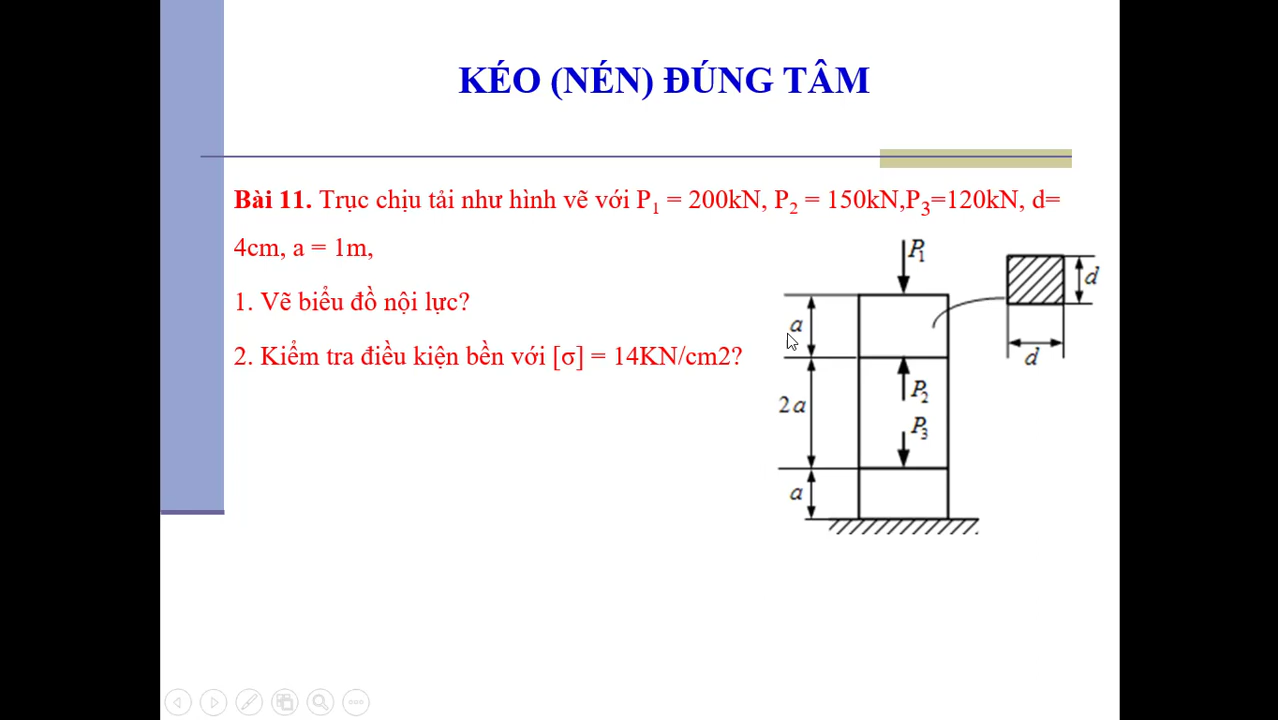 KÉO (NÉN) ĐÚNG TÂM
Bài 11. Trục chịu tải như hình vẽ với P₁ = 200kN, P₂ = 150kN,P₃=120kN, d=
4cm, a = 1m,
1. Vẽ biểu đồ nội lực?
2. Kiểm tra điều kiện bền với [σ] = 14KN/cm2?
P₁
d
a
d
P₂
2a
P₃
a